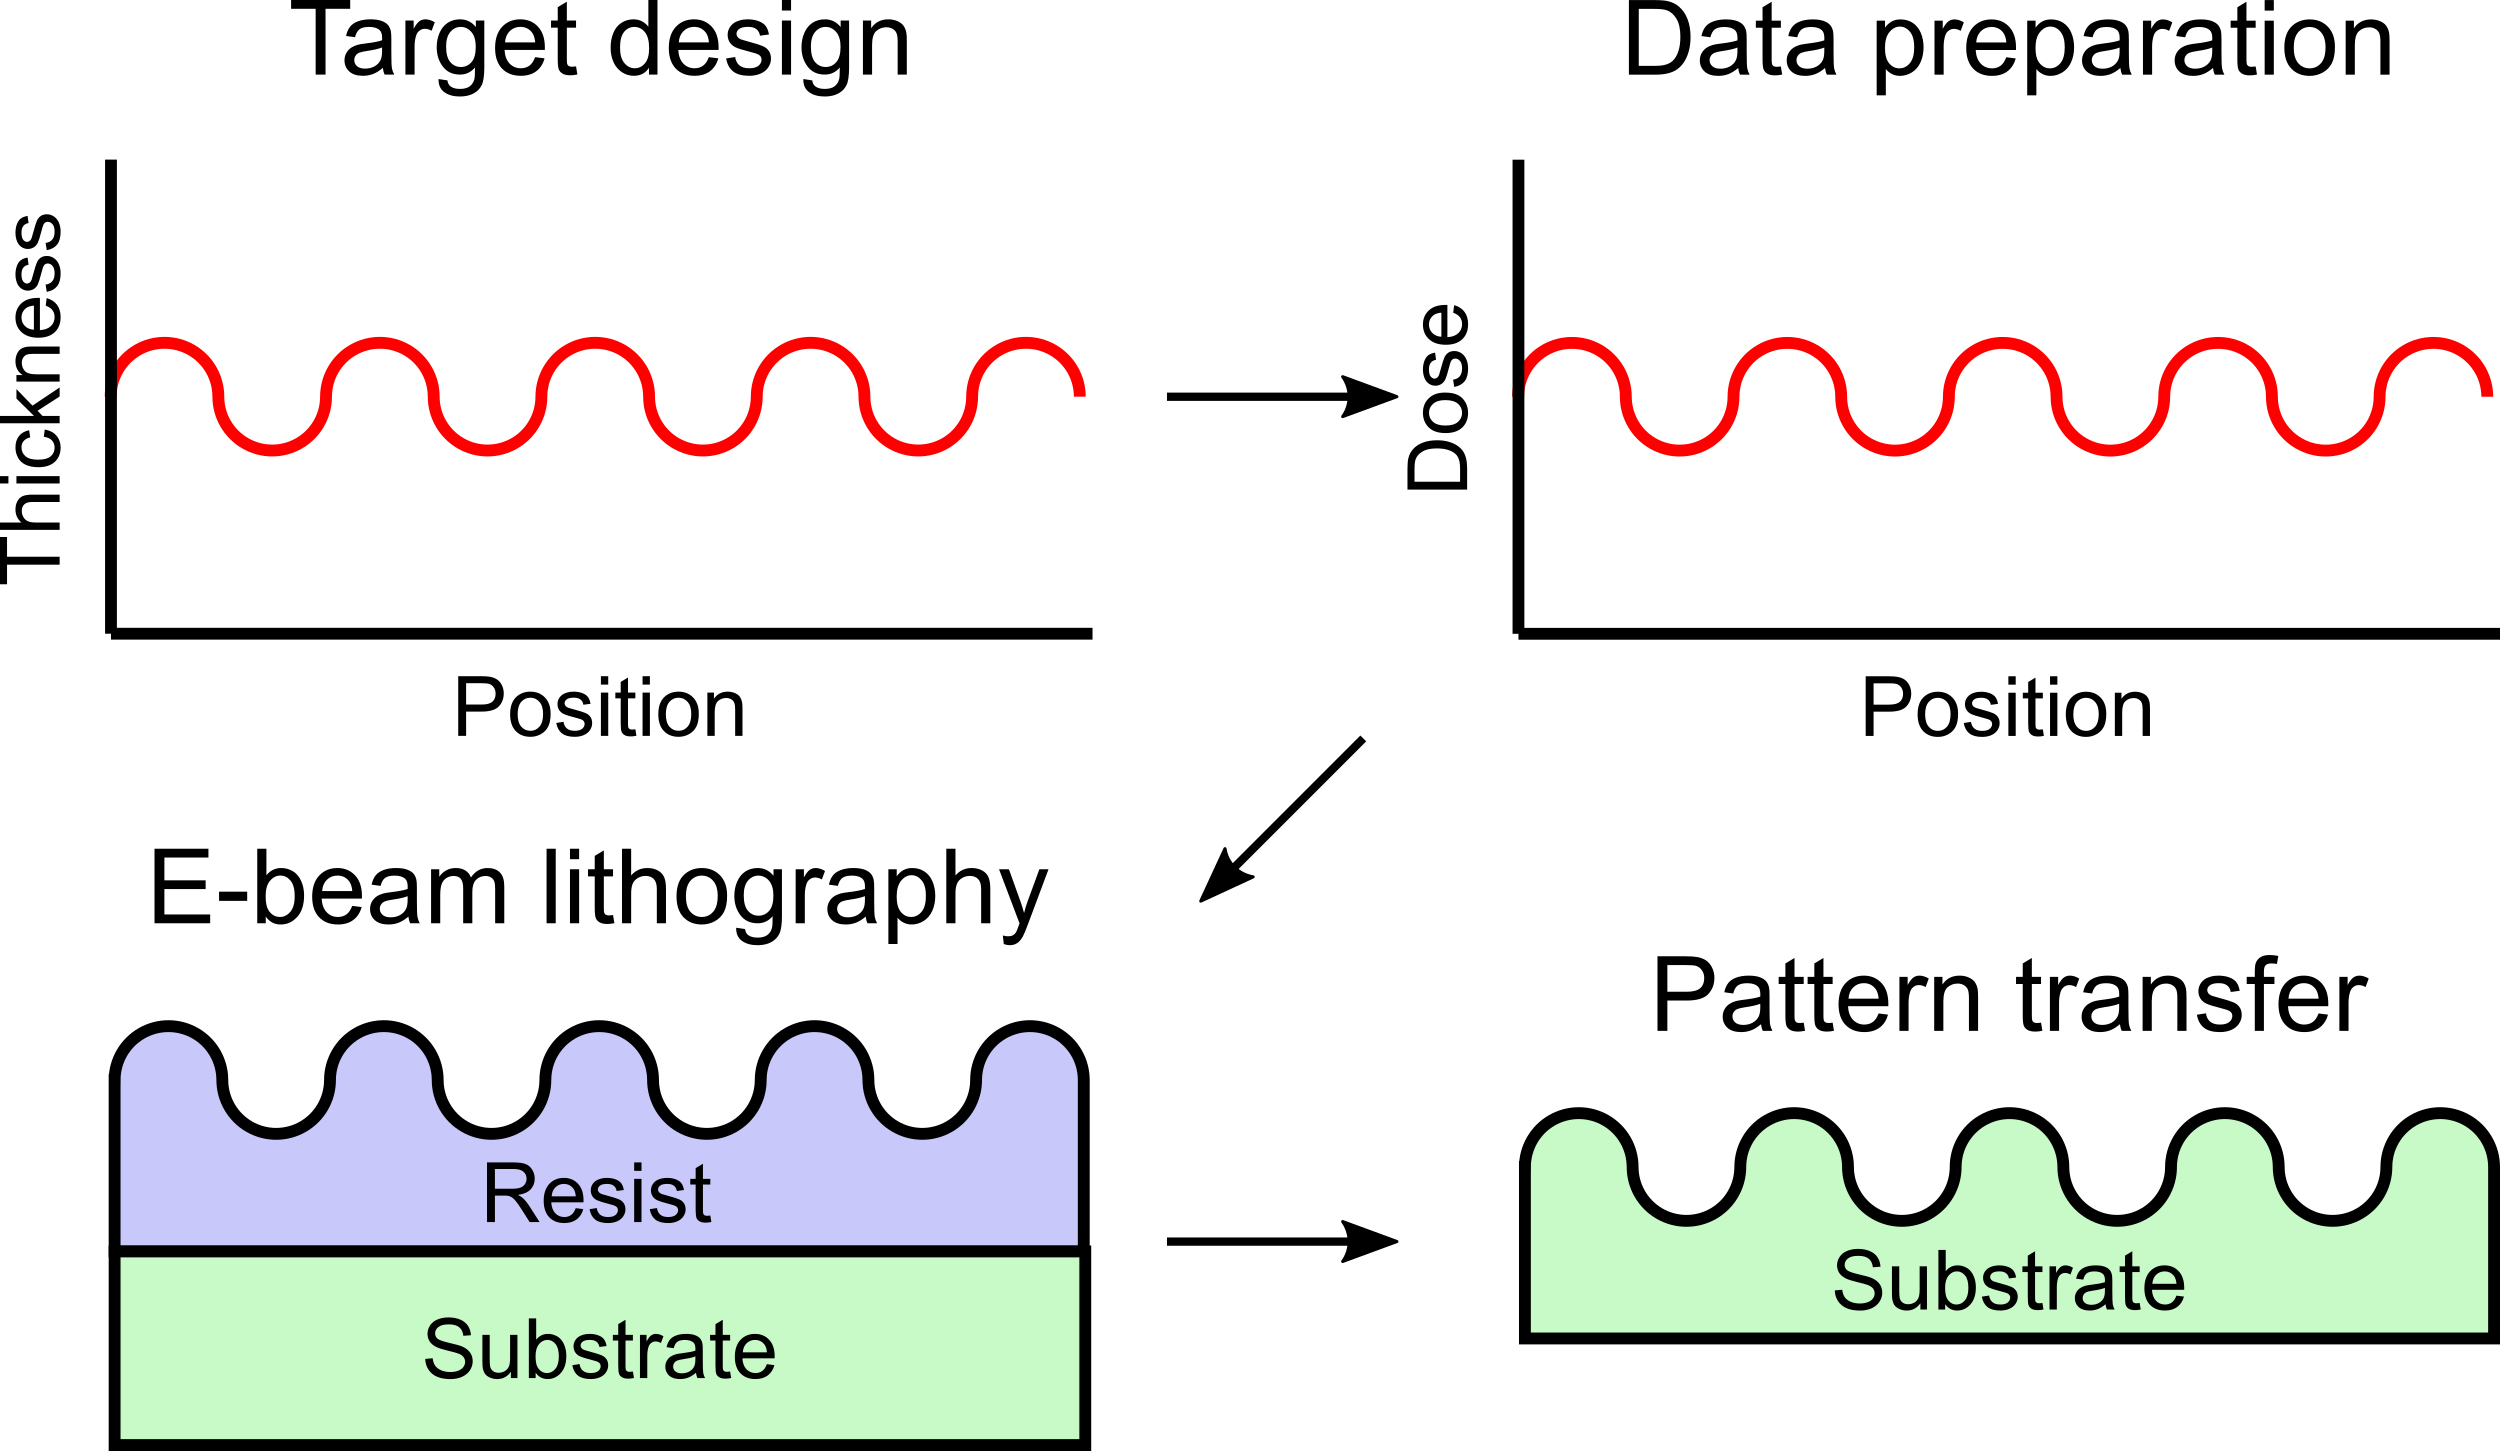 Target design
Thickness
Position
Data preparation
Dose
Position
E-beam lithography
Resist
Substrate
Pattern transfer
Substrate